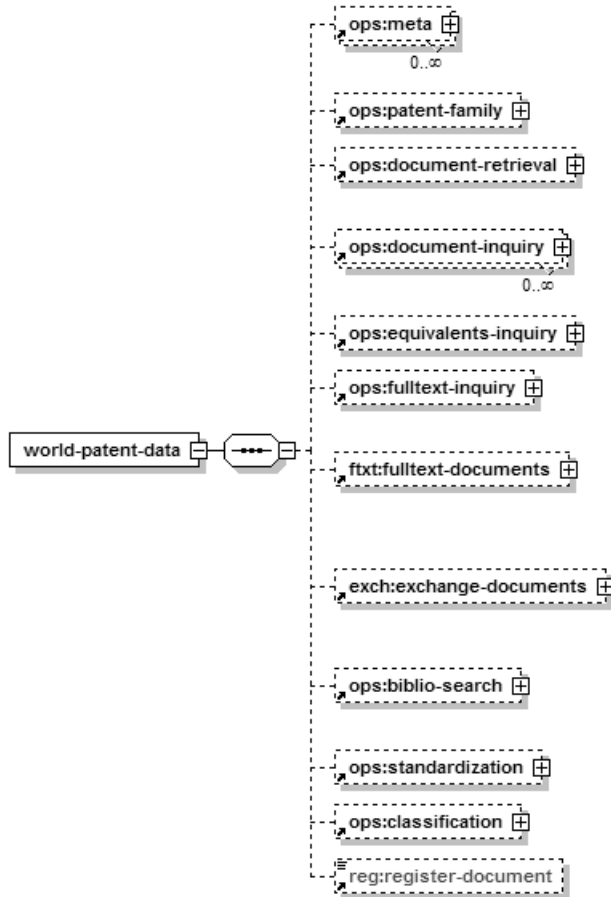 ops:meta
0..∞
ops:patent-family
ops:document-retrieval
ops:document-inquiry
0..∞
ops:equivalents-inquiry
ops:fulltext-inquiry
world-patent-data
ftxt:fulltext-documents
exch:exchange-documents
ops:biblio-search
ops:standardization
ops:classification
reg:register-document